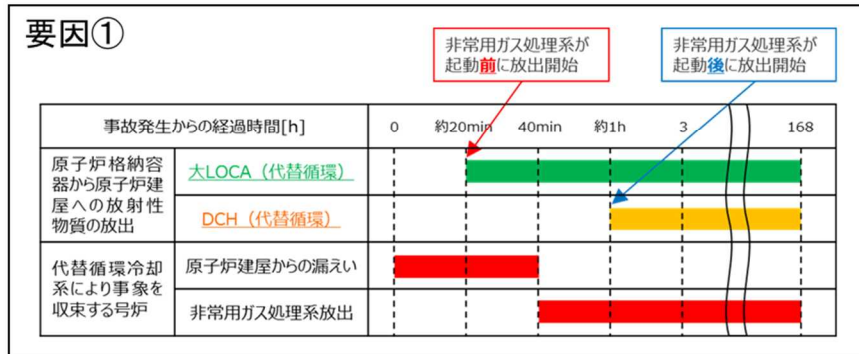 要因①
非常用ガス処理系が
起動前に放出開始
非常用ガス処理系が
起動後に放出開始
事故発生からの経過時間[h]
0
約20min
40min
約1h
3
168
原子炉格納容
器から原子炉建
屋への放射性
物質の放出
大LOCA（代替循環）
DCH（代替循環）
代替循環冷却
系により事象を
収束する号炉
原子炉建屋からの漏えい
非常用ガス処理系放出